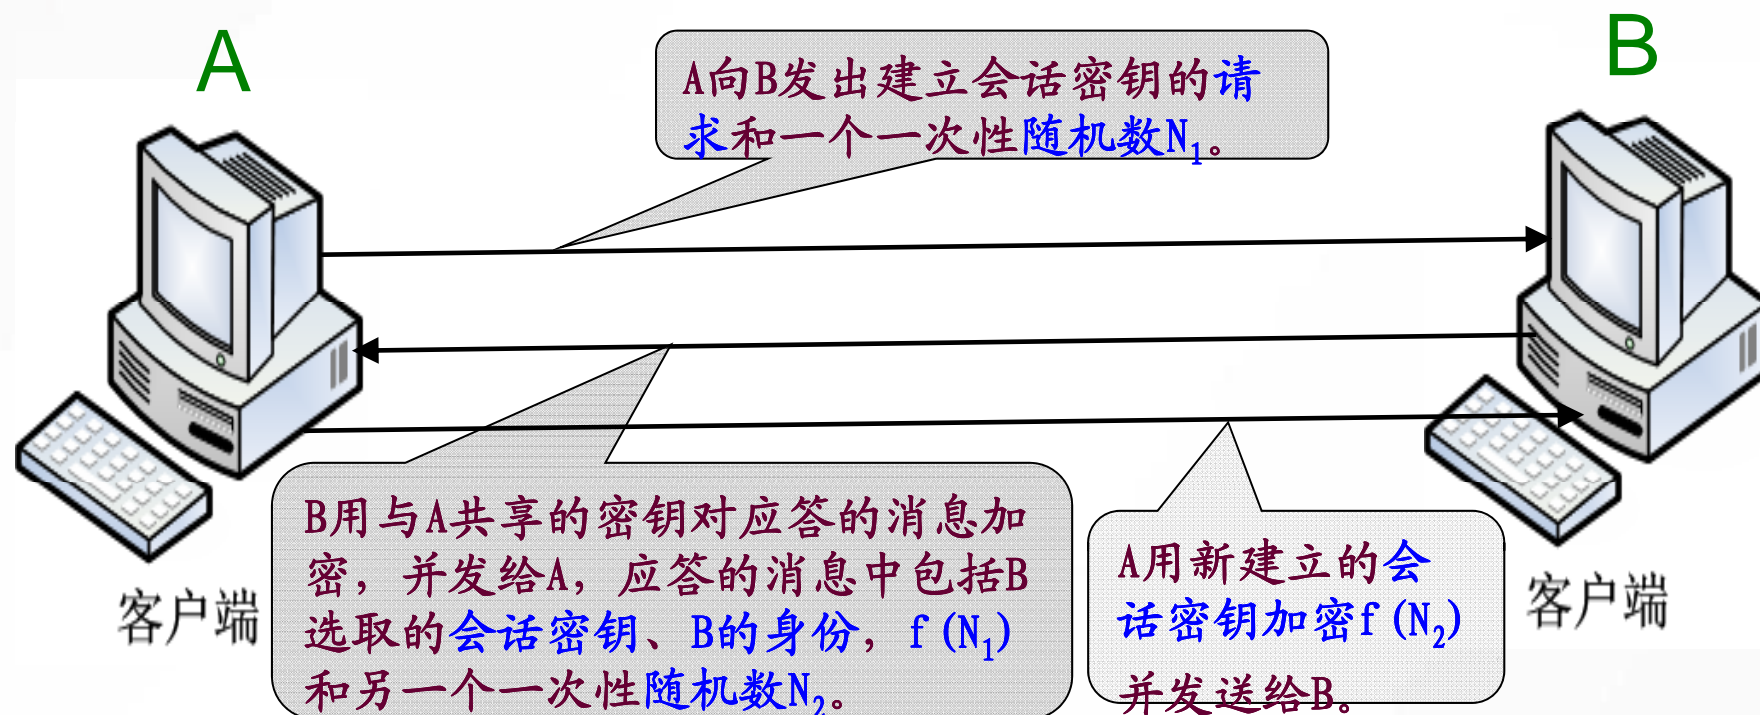 A
B
A向B发出建立会话密钥的请
求和一个一次性随机数N₁。
B用与A共享的密钥对应答的消息加
密，并发给A，应答的消息中包括B
选取的会话密钥、B的身份，f(N₁)
和另一个一次性随机数N₂。
A用新建立的会
话密钥加密f(N₂)
并发送给B。
客户端
客户端